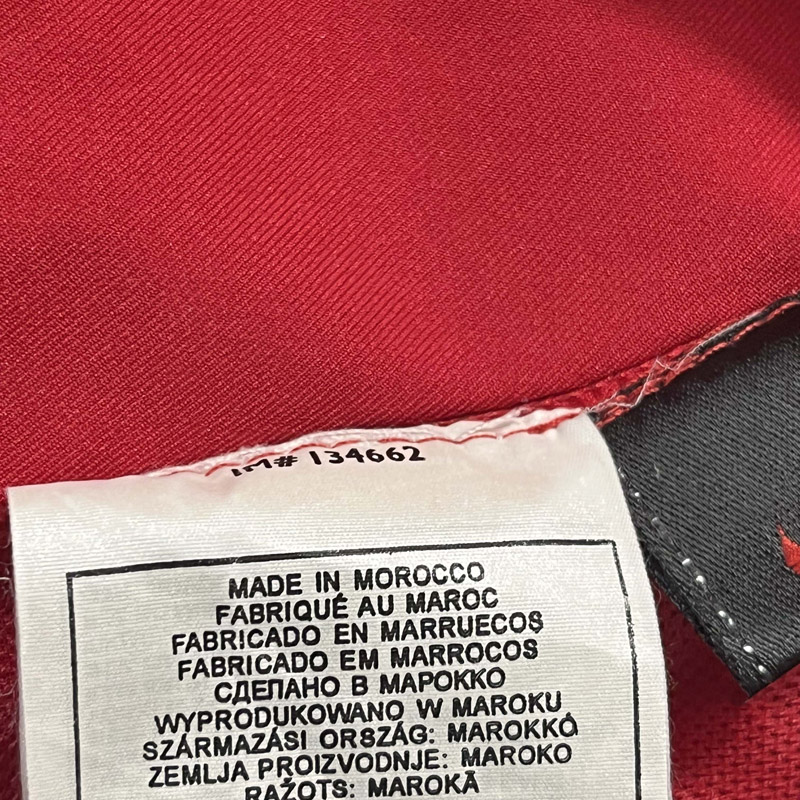 # 134662
MADE IN MOROCCO
FABRIQUÉ AU MAROC
FABRICADO EN MARRUECOS
FABRICADO EM MARROCOS
СДЕЛАНО В МАРОККО
WYPRODUKOWANO W MAROKU
SZÁRMAZÁSI ORSZÁG: MAROKKÓ
ZEMLJA PROIZVODNJE: MAROKO
RAŽOTS: MAROKĀ